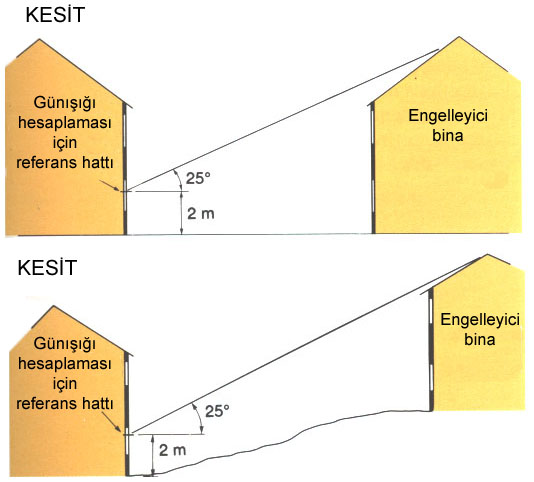 KESİT
Günışığı
hesaplaması
için
referans hattı
25°
2 m
Engelleyici
bina
KESİT
Günışığı
hesaplaması
için
referans hattı
25°
2 m
Engelleyici
bina